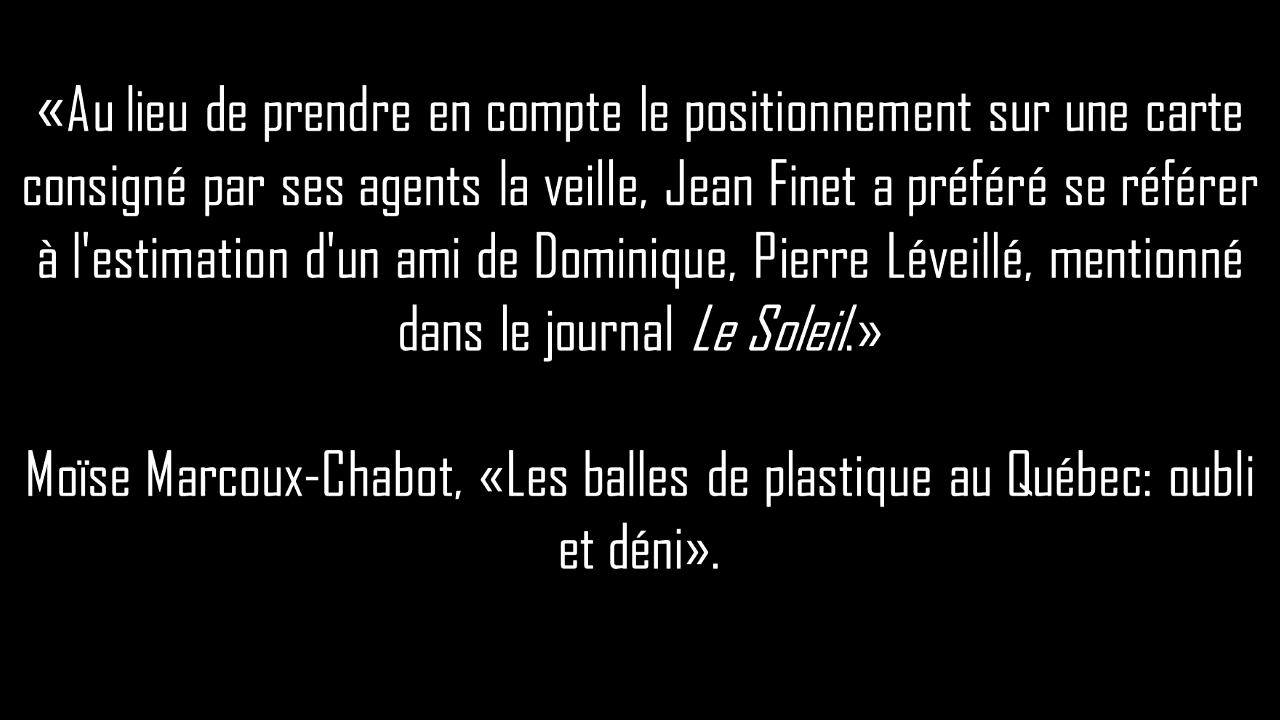 «Au lieu de prendre en compte le positionnement sur une carte
consigné par ses agents la veille, Jean Finet a préféré se référer
à l'estimation d'un ami de Dominique, Pierre Léveillé, mentionné
dans le journal Le Soleil.»
Moïse Marcoux-Chabot, «Les balles de plastique au Québec: oubli
et déni».